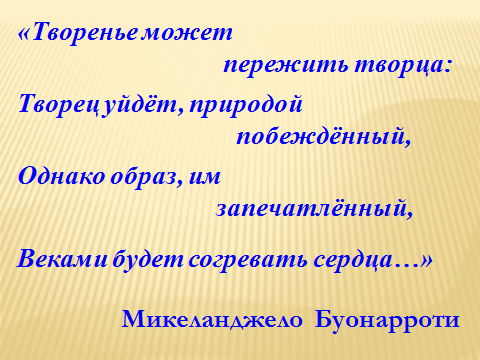 «Творенье может
пережить творца:
Творец уйдёт, природой
побеждённый,
Однако образ, им
запечатлённый,
Веками будет согревать сердца…»
Микеланджело Буонарроти